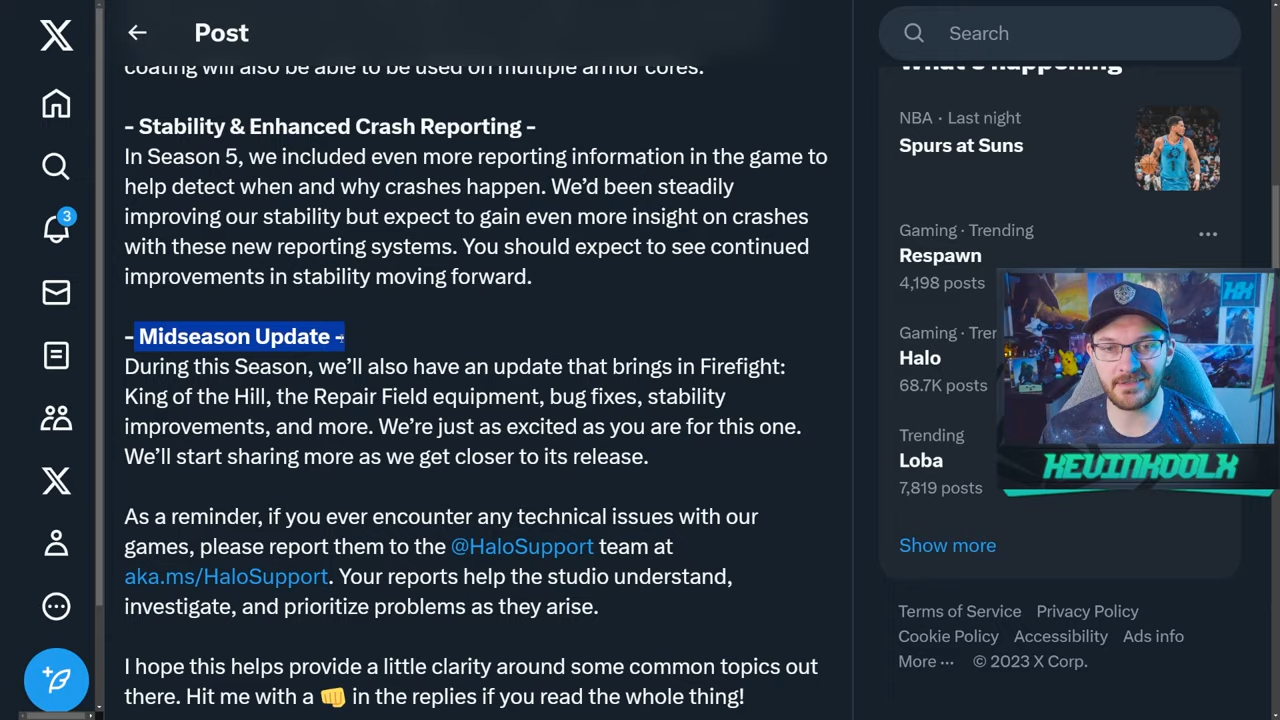 Post
Search
coating will also be able to be used on multiple armor cores.
- Stability & Enhanced Crash Reporting -
In Season 5, we included even more reporting information in the game to
help detect when and why crashes happen. We’d been steadily
improving our stability but expect to gain even more insight on crashes
with these new reporting systems. You should expect to see continued
improvements in stability moving forward.
- Midseason Update -
During this Season, we’ll also have an update that brings in Firefight:
King of the Hill, the Repair Field equipment, bug fixes, stability
improvements, and more. We’re just as excited as you are for this one.
We’ll start sharing more as we get closer to its release.
As a reminder, if you ever encounter any technical issues with our
games, please report them to the @HaloSupport team at
aka.ms/HaloSupport. Your reports help the studio understand,
investigate, and prioritize problems as they arise.
I hope this helps provide a little clarity around some common topics out
there. Hit me with a 👊 in the replies if you read the whole thing!
3
What's happening
NBA · Last night
Spurs at Suns
Gaming · Trending
Respawn
4,198 posts
Gaming · Trer
Halo
68.7K posts
Trending
Loba
7,819 posts
KEVINKOOLX
Show more
Terms of Service Privacy Policy
Cookie Policy Accessibility Ads info
More ··· © 2023 X Corp.